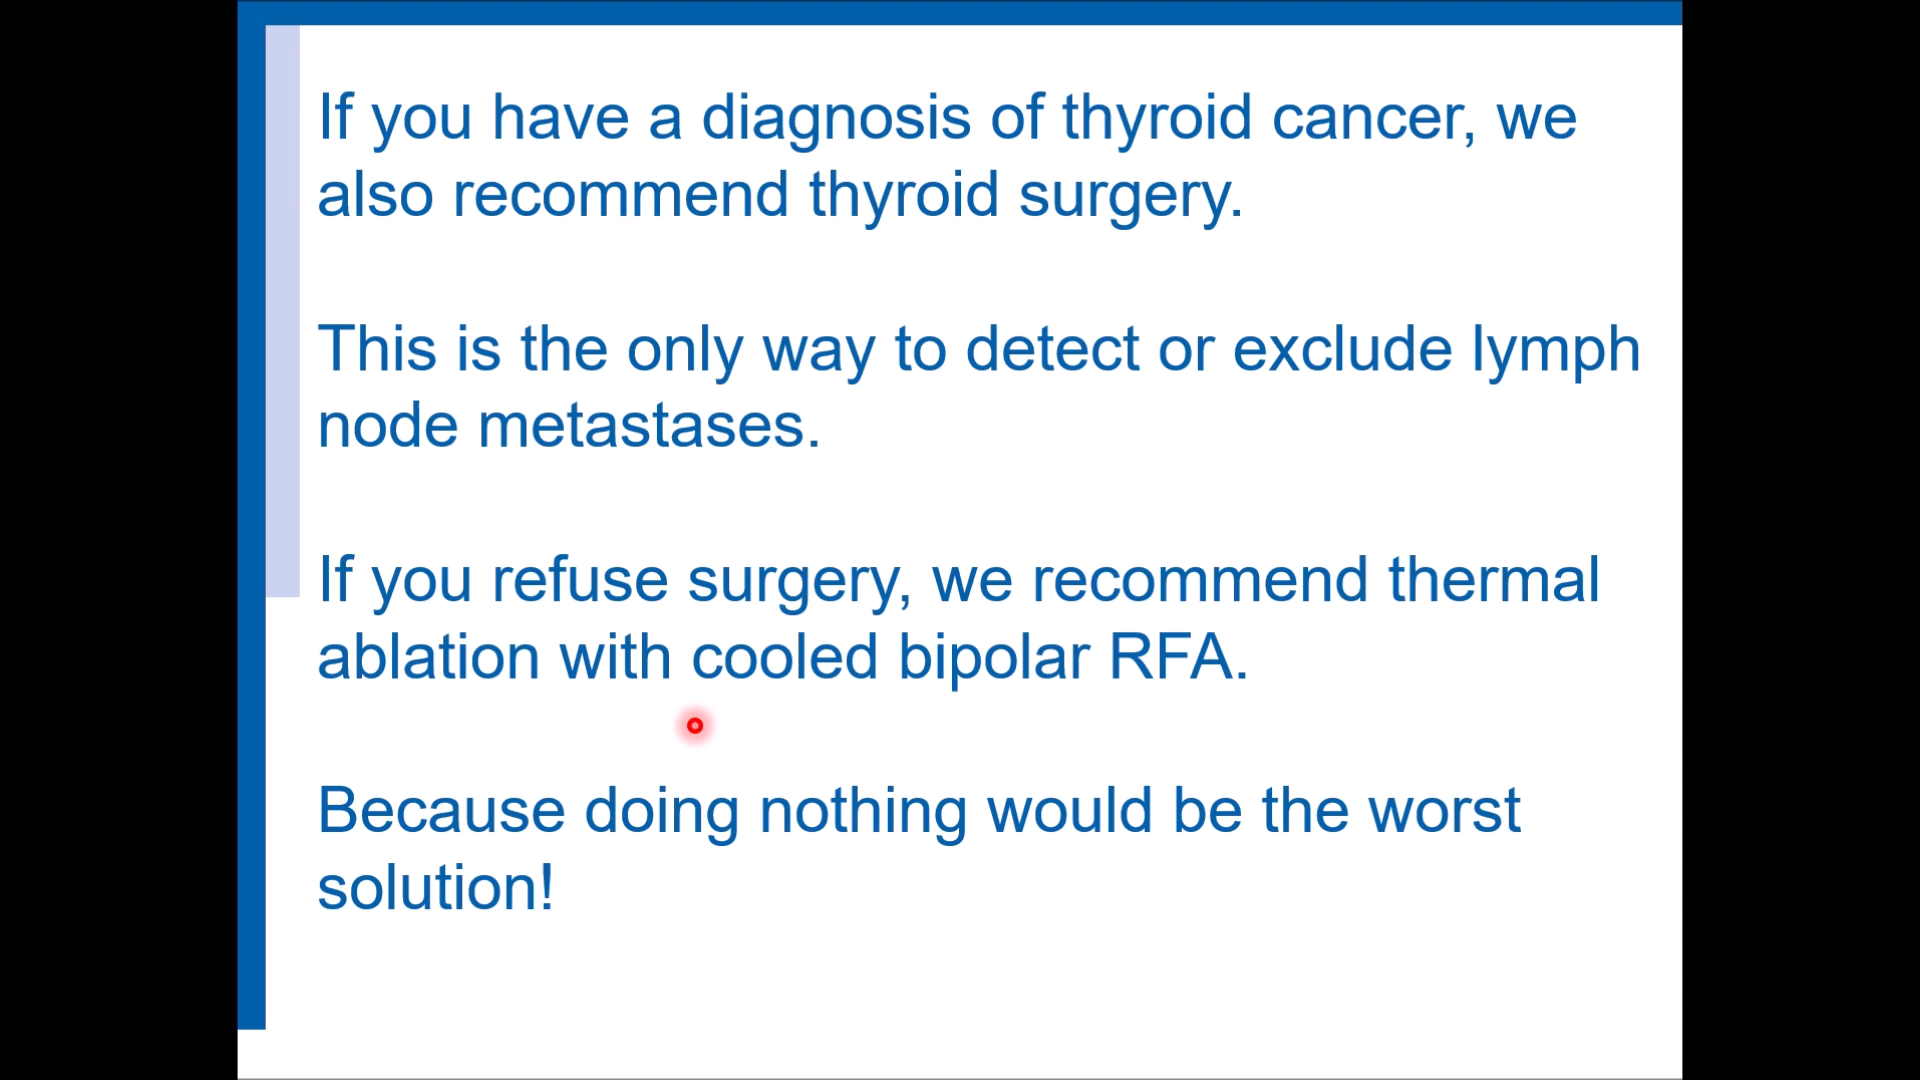 If you have a diagnosis of thyroid cancer, we
also recommend thyroid surgery.
This is the only way to detect or exclude lymph
node metastases.
If you refuse surgery, we recommend thermal
ablation with cooled bipolar RFA.
Because doing nothing would be the worst
solution!